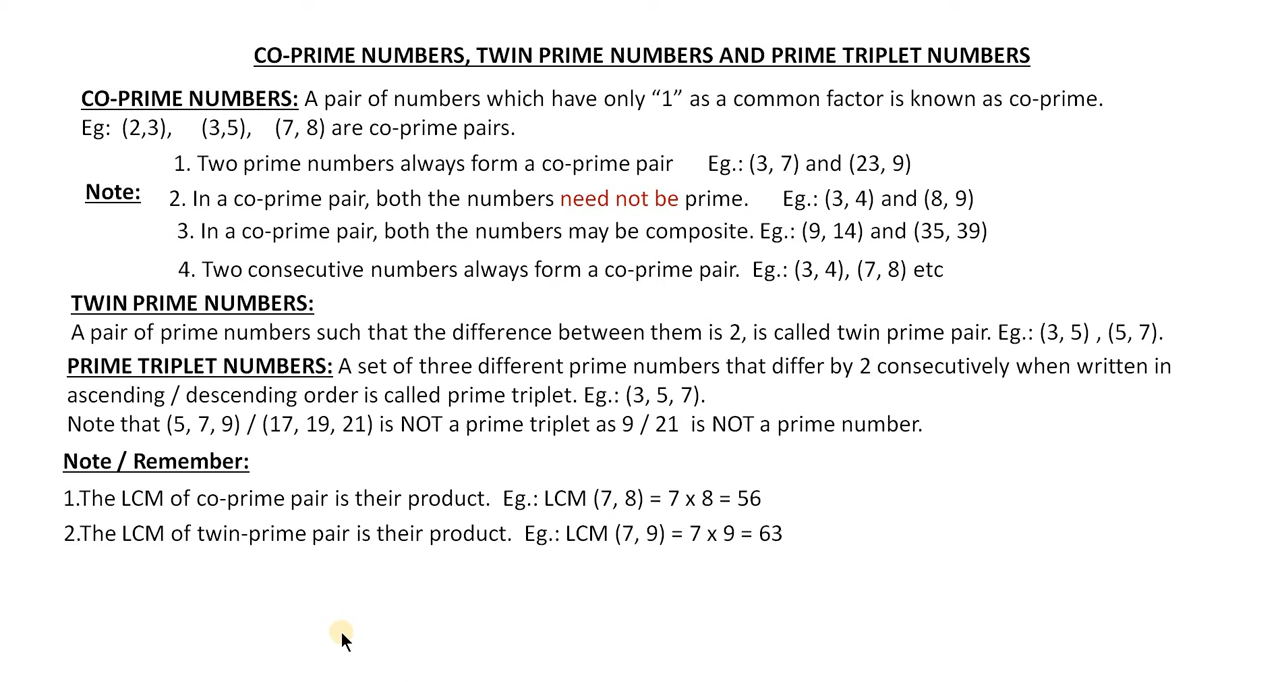 CO-PRIME NUMBERS, TWIN PRIME NUMBERS AND PRIME TRIPLET NUMBERS
CO-PRIME NUMBERS: A pair of numbers which have only “1” as a common factor is known as co-prime.
Eg: (2,3), (3,5), (7, 8) are co-prime pairs.
1. Two prime numbers always form a co-prime pair Eg.: (3, 7) and (23, 9)
Note: 2. In a co-prime pair, both the numbers need not be prime. Eg.: (3, 4) and (8, 9)
3. In a co-prime pair, both the numbers may be composite. Eg.: (9, 14) and (35, 39)
4. Two consecutive numbers always form a co-prime pair. Eg.: (3, 4), (7, 8) etc
TWIN PRIME NUMBERS:
A pair of prime numbers such that the difference between them is 2, is called twin prime pair. Eg.: (3, 5) , (5, 7).
PRIME TRIPLET NUMBERS: A set of three different prime numbers that differ by 2 consecutively when written in
ascending / descending order is called prime triplet. Eg.: (3, 5, 7).
Note that (5, 7, 9) / (17, 19, 21) is NOT a prime triplet as 9 / 21 is NOT a prime number.
Note / Remember:
1.The LCM of co-prime pair is their product. Eg.: LCM (7, 8) = 7 x 8 = 56
2.The LCM of twin-prime pair is their product. Eg.: LCM (7, 9) = 7 x 9 = 63